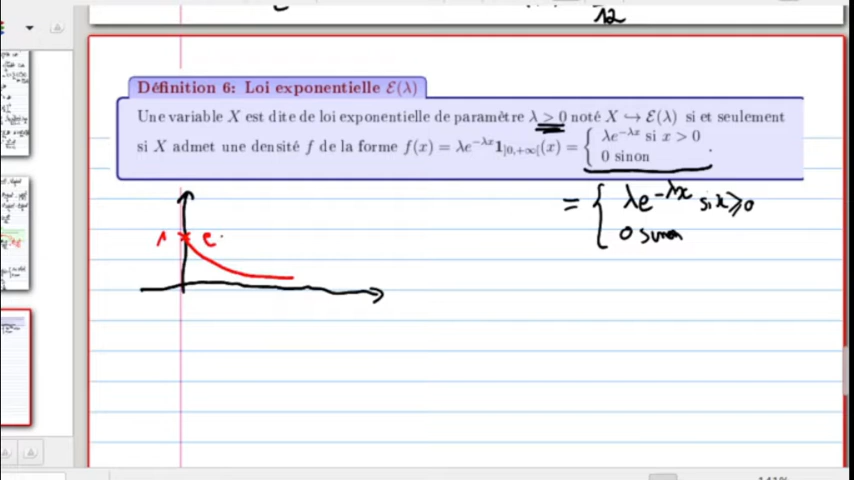 12
Définition 6: Loi exponentielle ℰ(λ)
Une variable X est dite de loi exponentielle de paramètre λ > 0 noté X ↪ ℰ(λ) si et seulement
si X admet une densité f de la forme f(x) = λe^{-λx} 1_{]0,+∞[}(x) = { λe^{-λx} si x > 0
0 sinon .
= { λe^{-λx} si x ⩾ 0
0 sinon
1 e